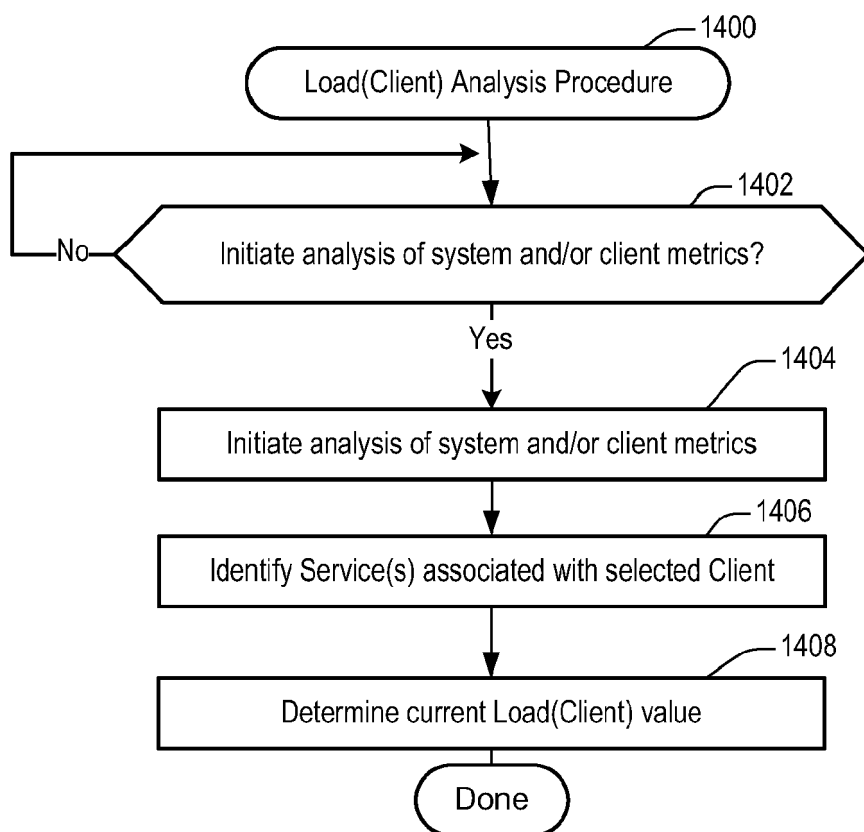 1400
Load(Client) Analysis Procedure
1402
Initiate analysis of system and/or client metrics?
No
Yes
1404
Initiate analysis of system and/or client metrics
1406
Identify Service(s) associated with selected Client
1408
Determine current Load(Client) value
Done